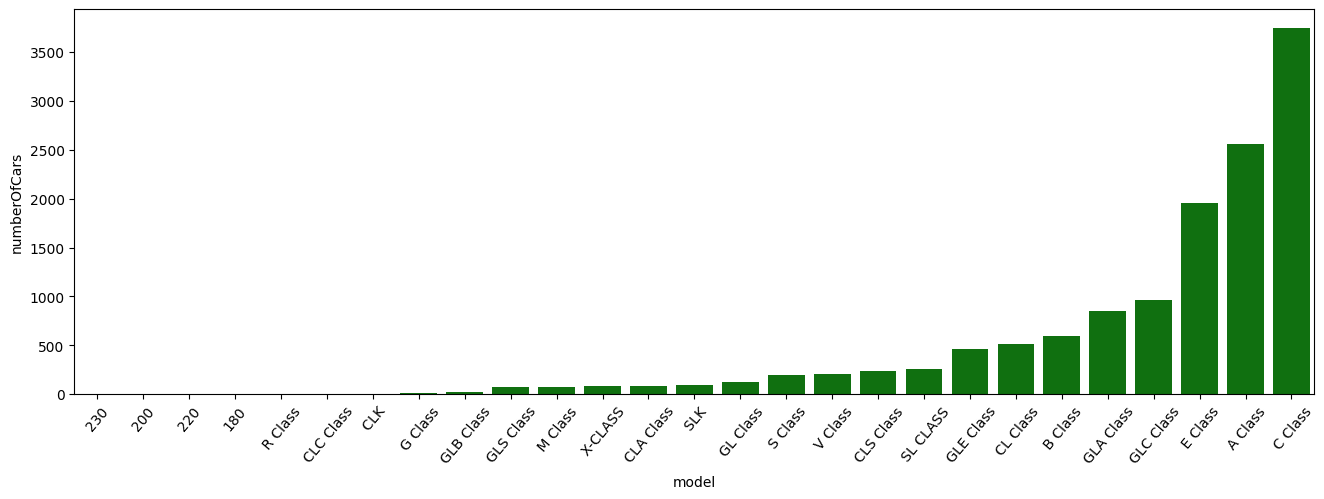 numberOfCars
3500
3000
2500
2000
1500
1000
500
0
230
200
220
180
R Class
CLC Class
CLK
G Class
GLB Class
GLS Class
M Class
X-CLASS
CLA Class
SLK
GL Class
S Class
V Class
CLS Class
SL CLASS
GLE Class
CL Class
B Class
GLA Class
GLC Class
E Class
A Class
C Class
model